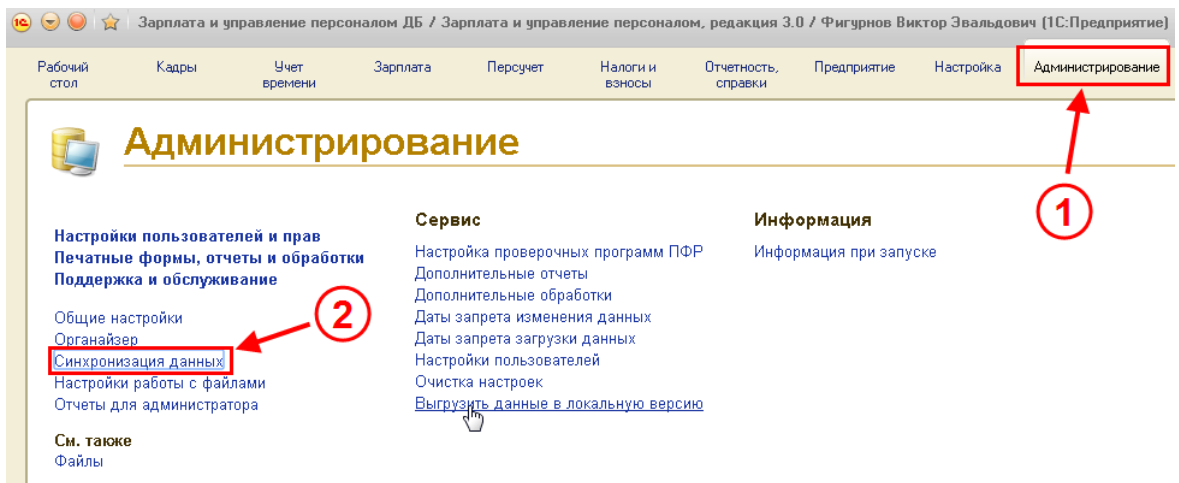 Зарплата и управление персоналом ДБ / Зарплата и управление персоналом, редакция 3.0 / Фигурнов Виктор Эвальдович (1С:Предприятие)
Рабочий стол
Кадры
Учет времени
Зарплата
Персучет
Налоги и взносы
Отчетность, справки
Предприятие
Настройка
Администрирование
1
Администрирование
Настройки пользователей и прав
Печатные формы, отчеты и обработки
Поддержка и обслуживание
Общие настройки
Органайзер
Синхронизация данных
2
Настройки работы с файлами
Отчеты для администратора
См. также
Файлы
Сервис
Настройка проверочных программ ПФР
Дополнительные отчеты
Дополнительные обработки
Даты запрета изменения данных
Даты запрета загрузки данных
Настройки пользователей
Очистка настроек
Выгрузить данные в локальную версию
Информация
Информация при запуске